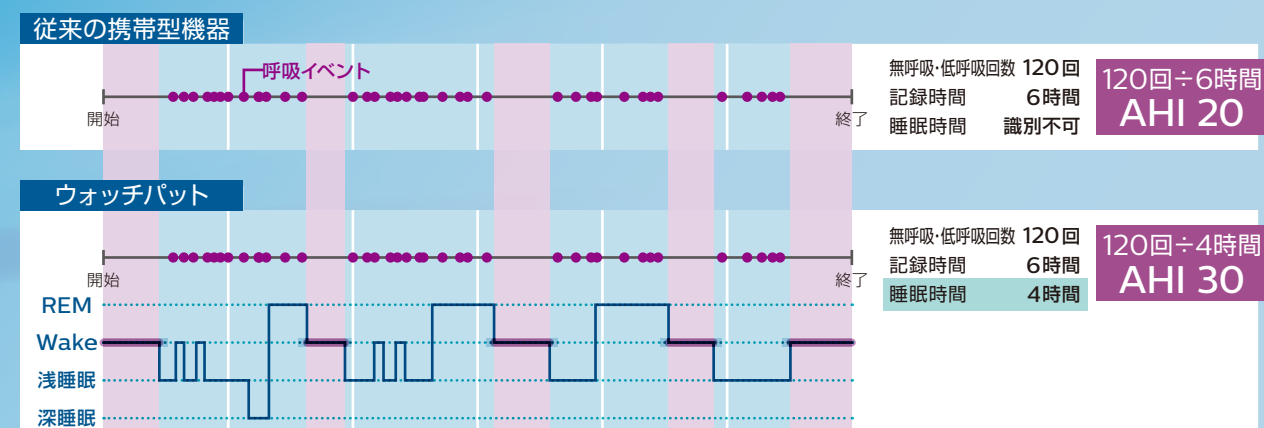 従来の携帯型機器
呼吸イベント
開始
終了
無呼吸・低呼吸回数 120回
記録時間 6時間
睡眠時間 識別不可
120回÷6時間
AHI 20
ウォッチパット
開始
終了
無呼吸・低呼吸回数 120回
記録時間 6時間
睡眠時間 4時間
120回÷4時間
AHI 30
REM
Wake
浅睡眠
深睡眠